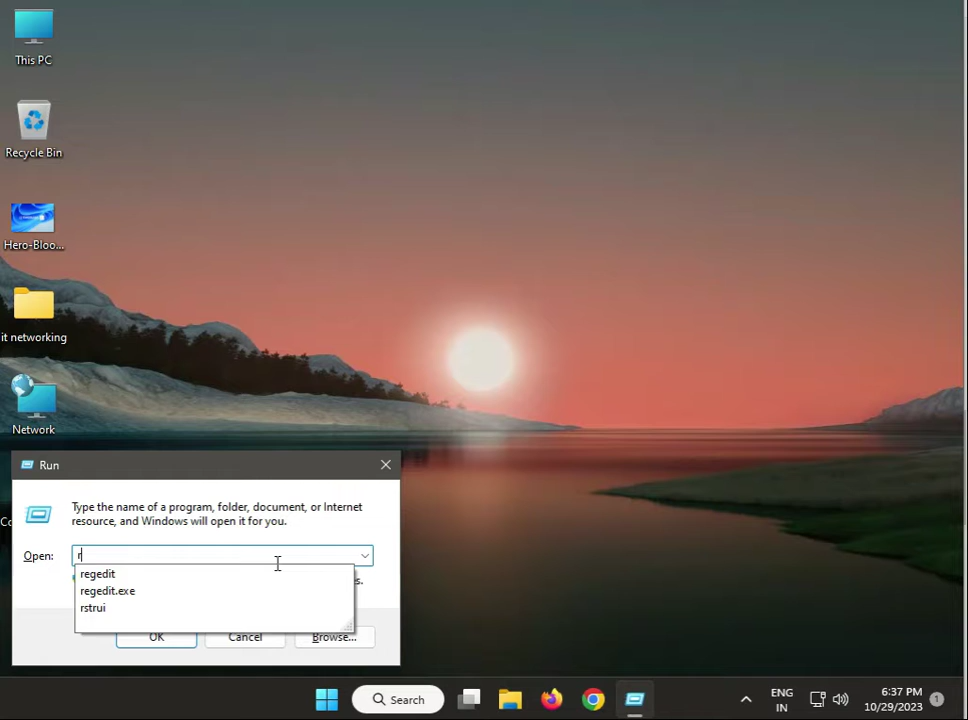 This PC
Recycle Bin
Hero-Bloo...
it networking
Network
Run
Type the name of a program, folder, document, or Internet
resource, and Windows will open it for you.
Open:
r
regedit
regedit.exe
rstrui
OK
Cancel
Browse...
Search
ENG
IN
6:37 PM
10/29/2023
1